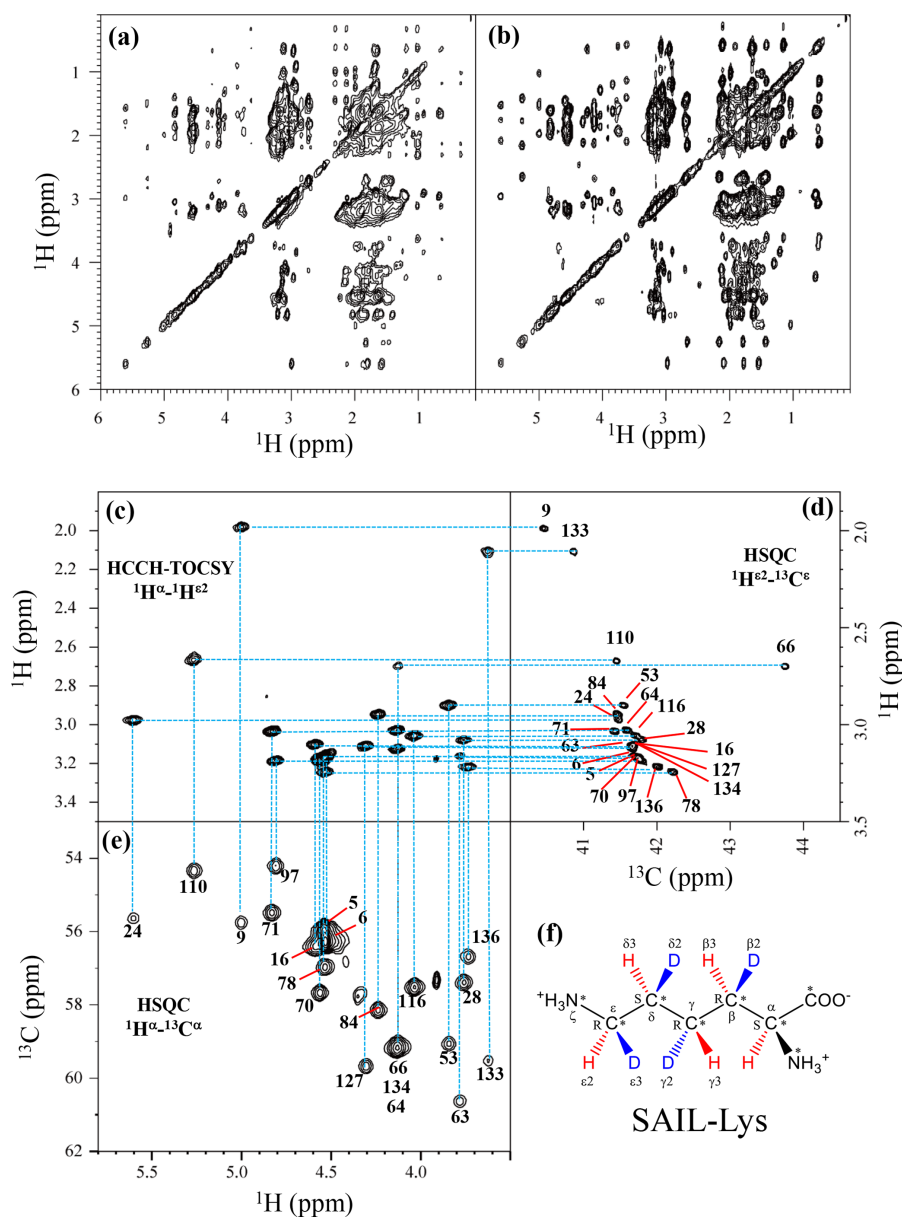 (a)
(b)
1
2
3
4
5
6
¹H (ppm)
6 5 4 3 2 1
5 4 3 2 1
¹H (ppm)
¹H (ppm)
(c)
(d)
2.0
2.2
2.4
2.6
2.8
3.0
3.2
3.4
¹H (ppm)
HCCH-TOCSY
¹Hᵅ-¹Hᵋ²
9
133
HSQC
¹Hᵋ²-¹³Cᵋ
110
66
53
84
64
24
116
71
28
63
16
6
127
5
134
70
97
136
78
2.0
2.5
3.0
3.5
¹H (ppm)
41
42
43
44
¹³C (ppm)
(e)
54
56
58
60
62
¹³C (ppm)
110
97
24
9
71
5
6
16
136
78
70
116
28
84
HSQC
¹Hᵅ-¹³Cᵅ
127
66
134
64
53
133
63
5.5 5.0 4.5 4.0
¹H (ppm)
(f)
δ3 δ2 β3 β2
H D H D
⁺H₃N* S * R * α * COO⁻
ζ ε δ γ β
R * R * S *
H D D H H NH₃⁺ *
ε2 ε3 γ2 γ3
SAIL-Lys